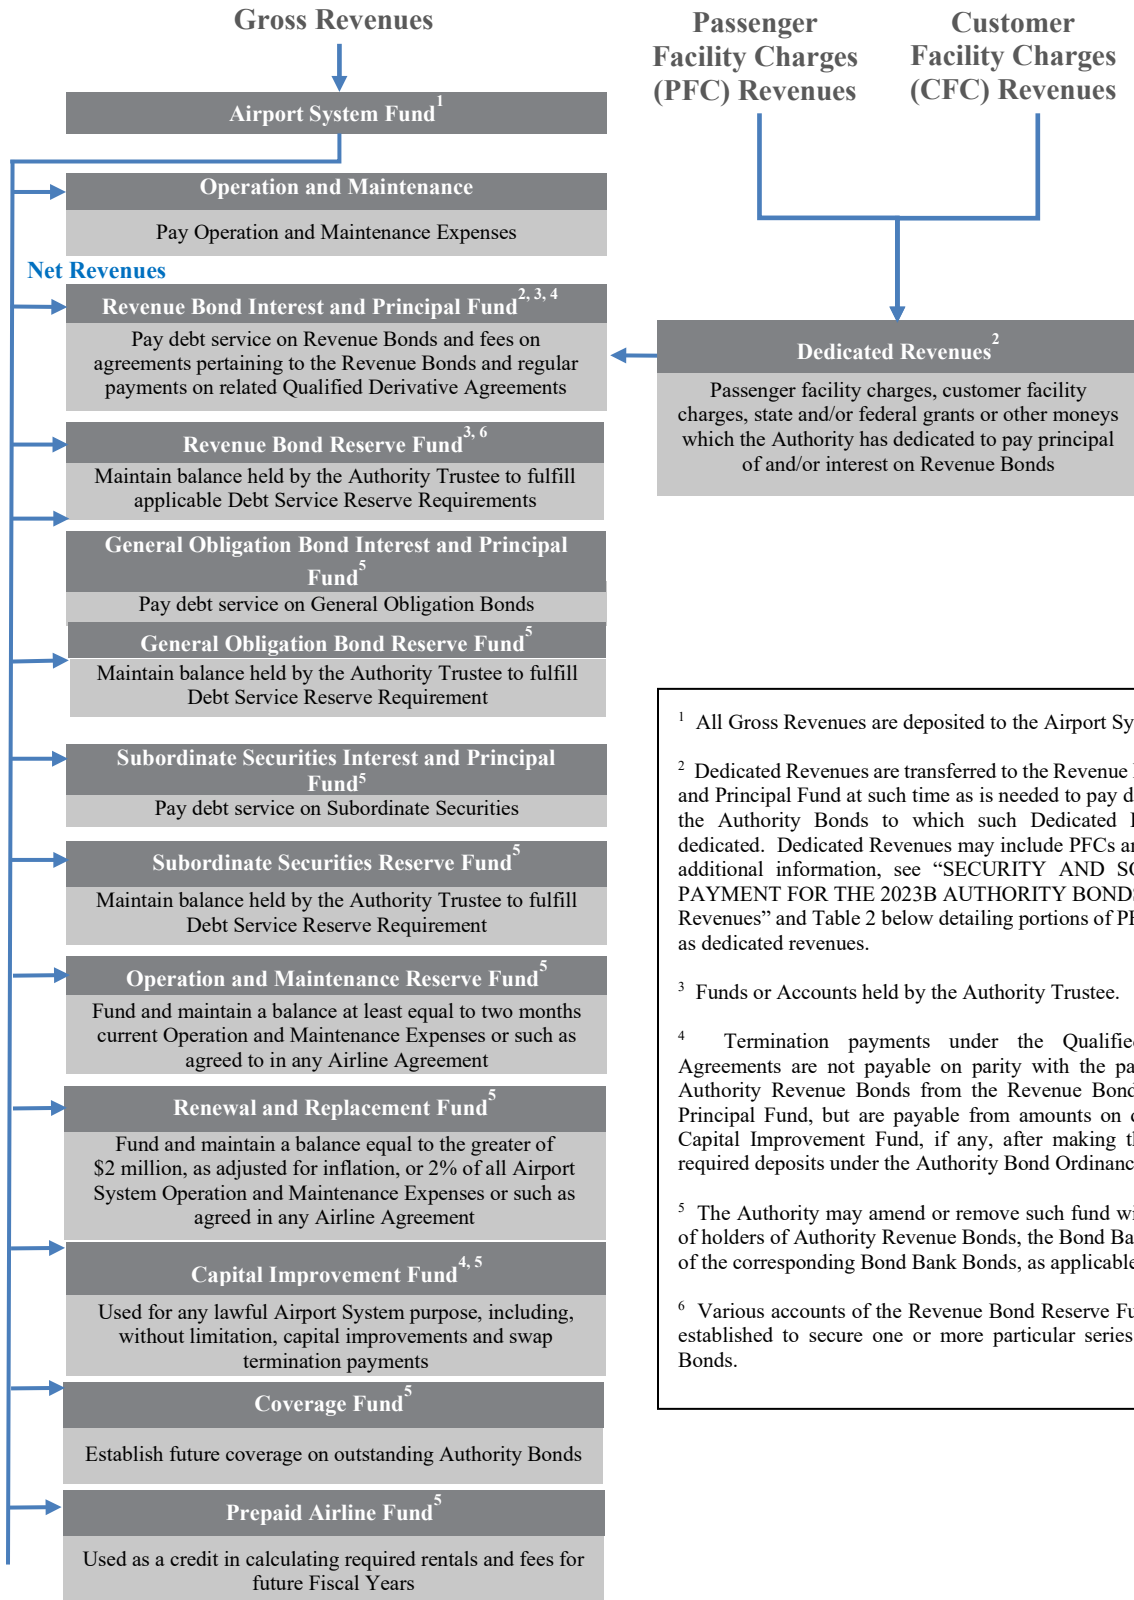 Gross Revenues
Airport System Fund1
Operation and Maintenance
Pay Operation and Maintenance Expenses
Net Revenues
Revenue Bond Interest and Principal Fund2, 3, 4
Pay debt service on Revenue Bonds and fees on
agreements pertaining to the Revenue Bonds and regular
payments on related Qualified Derivative Agreements
Revenue Bond Reserve Fund3, 6
Maintain balance held by the Authority Trustee to fulfill
applicable Debt Service Reserve Requirements
General Obligation Bond Interest and Principal
Fund5
Pay debt service on General Obligation Bonds
General Obligation Bond Reserve Fund5
Maintain balance held by the Authority Trustee to fulfill
Debt Service Reserve Requirement
Subordinate Securities Interest and Principal
Fund5
Pay debt service on Subordinate Securities
Subordinate Securities Reserve Fund5
Maintain balance held by the Authority Trustee to fulfill
Debt Service Reserve Requirement
Operation and Maintenance Reserve Fund5
Fund and maintain a balance at least equal to two months
current Operation and Maintenance Expenses or such as
agreed to in any Airline Agreement
Renewal and Replacement Fund5
Fund and maintain a balance equal to the greater of
$2 million, as adjusted for inflation, or 2% of all Airport
System Operation and Maintenance Expenses or such as
agreed in any Airline Agreement
Capital Improvement Fund4, 5
Used for any lawful Airport System purpose, including,
without limitation, capital improvements and swap
termination payments
Coverage Fund5
Establish future coverage on outstanding Authority Bonds
Prepaid Airline Fund5
Used as a credit in calculating required rentals and fees for
future Fiscal Years
Passenger
Facility Charges
(PFC) Revenues
Customer
Facility Charges
(CFC) Revenues
Dedicated Revenues2
Passenger facility charges, customer facility
charges, state and/or federal grants or other moneys
which the Authority has dedicated to pay principal
of and/or interest on Revenue Bonds
1 All Gross Revenues are deposited to the Airport Sy
2 Dedicated Revenues are transferred to the Revenue
and Principal Fund at such time as is needed to pay d
the Authority Bonds to which such Dedicated
dedicated. Dedicated Revenues may include PFCs a
additional information, see “SECURITY AND SO
PAYMENT FOR THE 2023B AUTHORITY BONDS
Revenues” and Table 2 below detailing portions of P
as dedicated revenues.
3 Funds or Accounts held by the Authority Trustee.
4 Termination payments under the Qualified
Agreements are not payable on parity with the pa
Authority Revenue Bonds from the Revenue Bond
Principal Fund, but are payable from amounts on
Capital Improvement Fund, if any, after making th
required deposits under the Authority Bond Ordinanc
5 The Authority may amend or remove such fund wi
of holders of Authority Revenue Bonds, the Bond Ba
of the corresponding Bond Bank Bonds, as applicable
6 Various accounts of the Revenue Bond Reserve Fu
established to secure one or more particular series
Bonds.